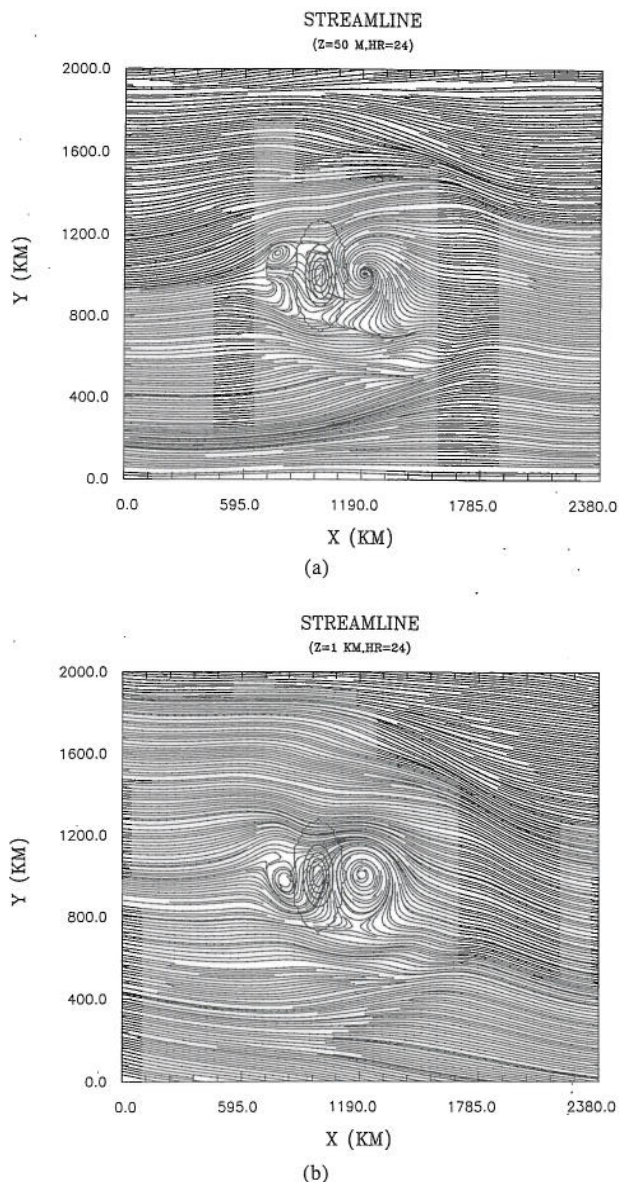 STREAMLINE
(Z=50 M,HR=24)
2000.0
1600.0
1200.0
800.0
400.0
0.0
Y (KM)
0.0 595.0 1190.0 1785.0 2380.0
X (KM)
(a)
STREAMLINE
(Z=1 KM,HR=24)
2000.0
1600.0
1200.0
800.0
400.0
0.0
Y (KM)
0.0 595.0 1190.0 1785.0 2380.0
X (KM)
(b)